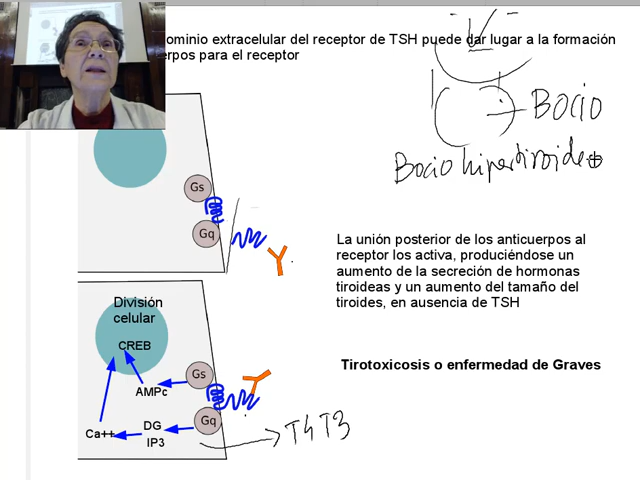 ominio extracelular del receptor de TSH puede dar lugar a la formación
erpos para el receptor
Bocio
Bocio hipertiroideo
Gs
Gq
La unión posterior de los anticuerpos al
receptor los activa, produciéndose un
aumento de la secreción de hormonas
tiroideas y un aumento del tamaño del
tiroides, en ausencia de TSH
División
celular
CREB
Tirotoxicosis o enfermedad de Graves
Gs
AMPc
Gq
DG
Ca++
IP3
T4 T3